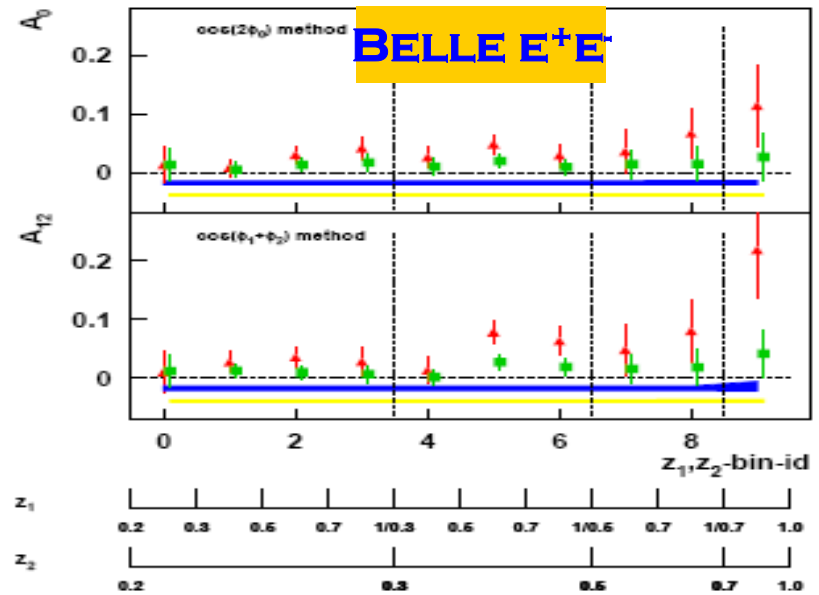 A0
cos(2ϕ0) method
BELLE E+E-
0.2
0.1
0
A12
cos(ϕ1+ϕ2) method
0.2
0.1
0
0 2 4 6 8
z1,z2-bin-id
z1
0.2 0.3 0.5 0.7 1/0.3 0.5 0.7 1/0.5 0.7 1/0.7 1.0
z2
0.2 0.3 0.5 0.7 1.0